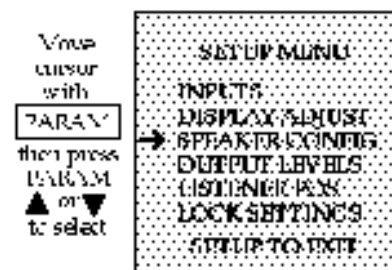 Move
cursor
with
PARAM
then press
PARAM
▲ or ▼
to select
SETUP MENU
INPUTS
DISPLAY ADJUST
→ SPEAKER CONFIG
OUTPUT LEVELS
LISTENER POS
LOCK SETTINGS
SETUP TO EXIT